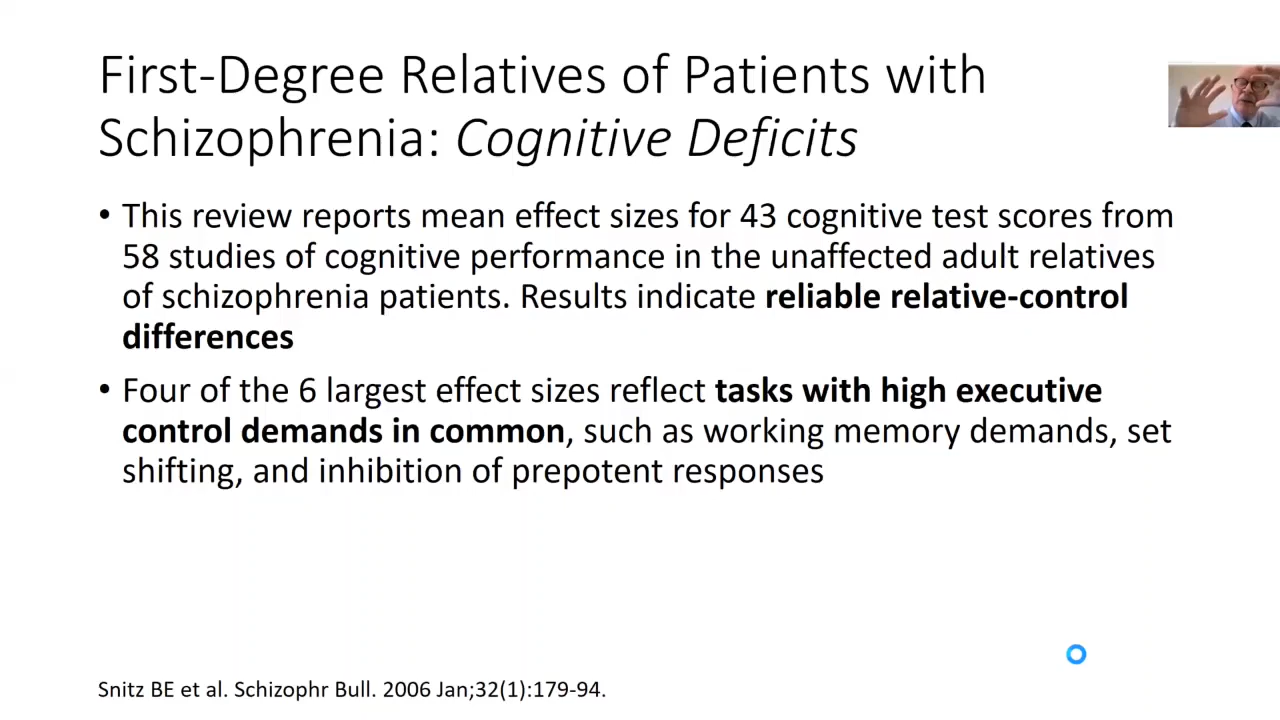 First-Degree Relatives of Patients with
Schizophrenia: Cognitive Deficits
• This review reports mean effect sizes for 43 cognitive test scores from
58 studies of cognitive performance in the unaffected adult relatives
of schizophrenia patients. Results indicate reliable relative-control
differences
• Four of the 6 largest effect sizes reflect tasks with high executive
control demands in common, such as working memory demands, set
shifting, and inhibition of prepotent responses
Snitz BE et al. Schizophr Bull. 2006 Jan;32(1):179-94.